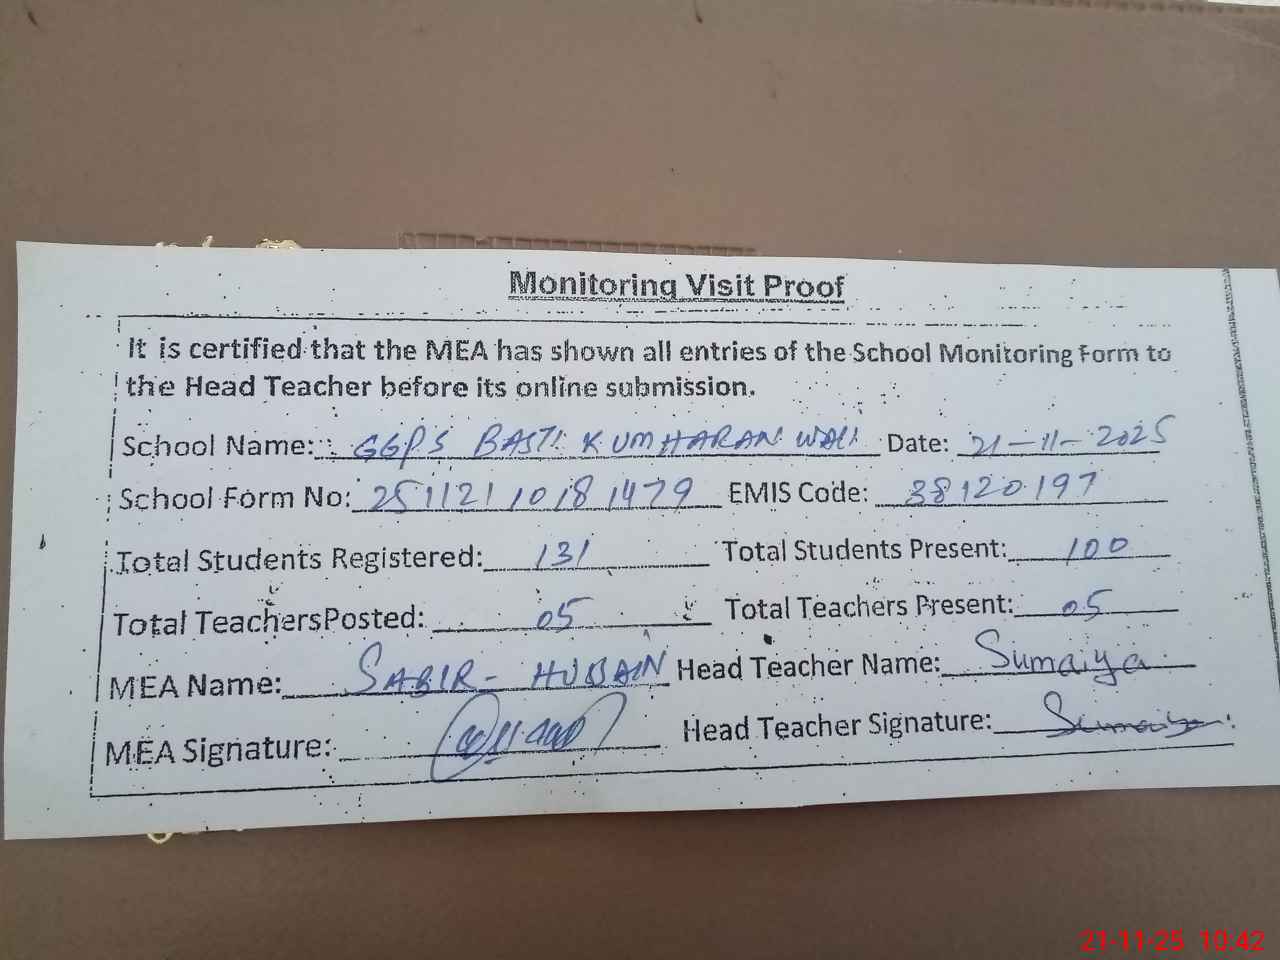 Monitoring Visit Proof
It is certified that the MEA has shown all entries of the School Monitoring Form to
the Head Teacher before its online submission.
School Name: GGPS BASTI KUMHARAN WALI Date: 21-11-2025
School Form No: 25112110181479 EMIS Code: 38120197
Total Students Registered: 131 Total Students Present: 100
Total TeachersPosted: 05 Total Teachers Present: 05
MEA Name: SABIR - HUSSAIN Head Teacher Name: Sumaiya
MEA Signature: Head Teacher Signature: Sumaiya
21-11-25 10:42